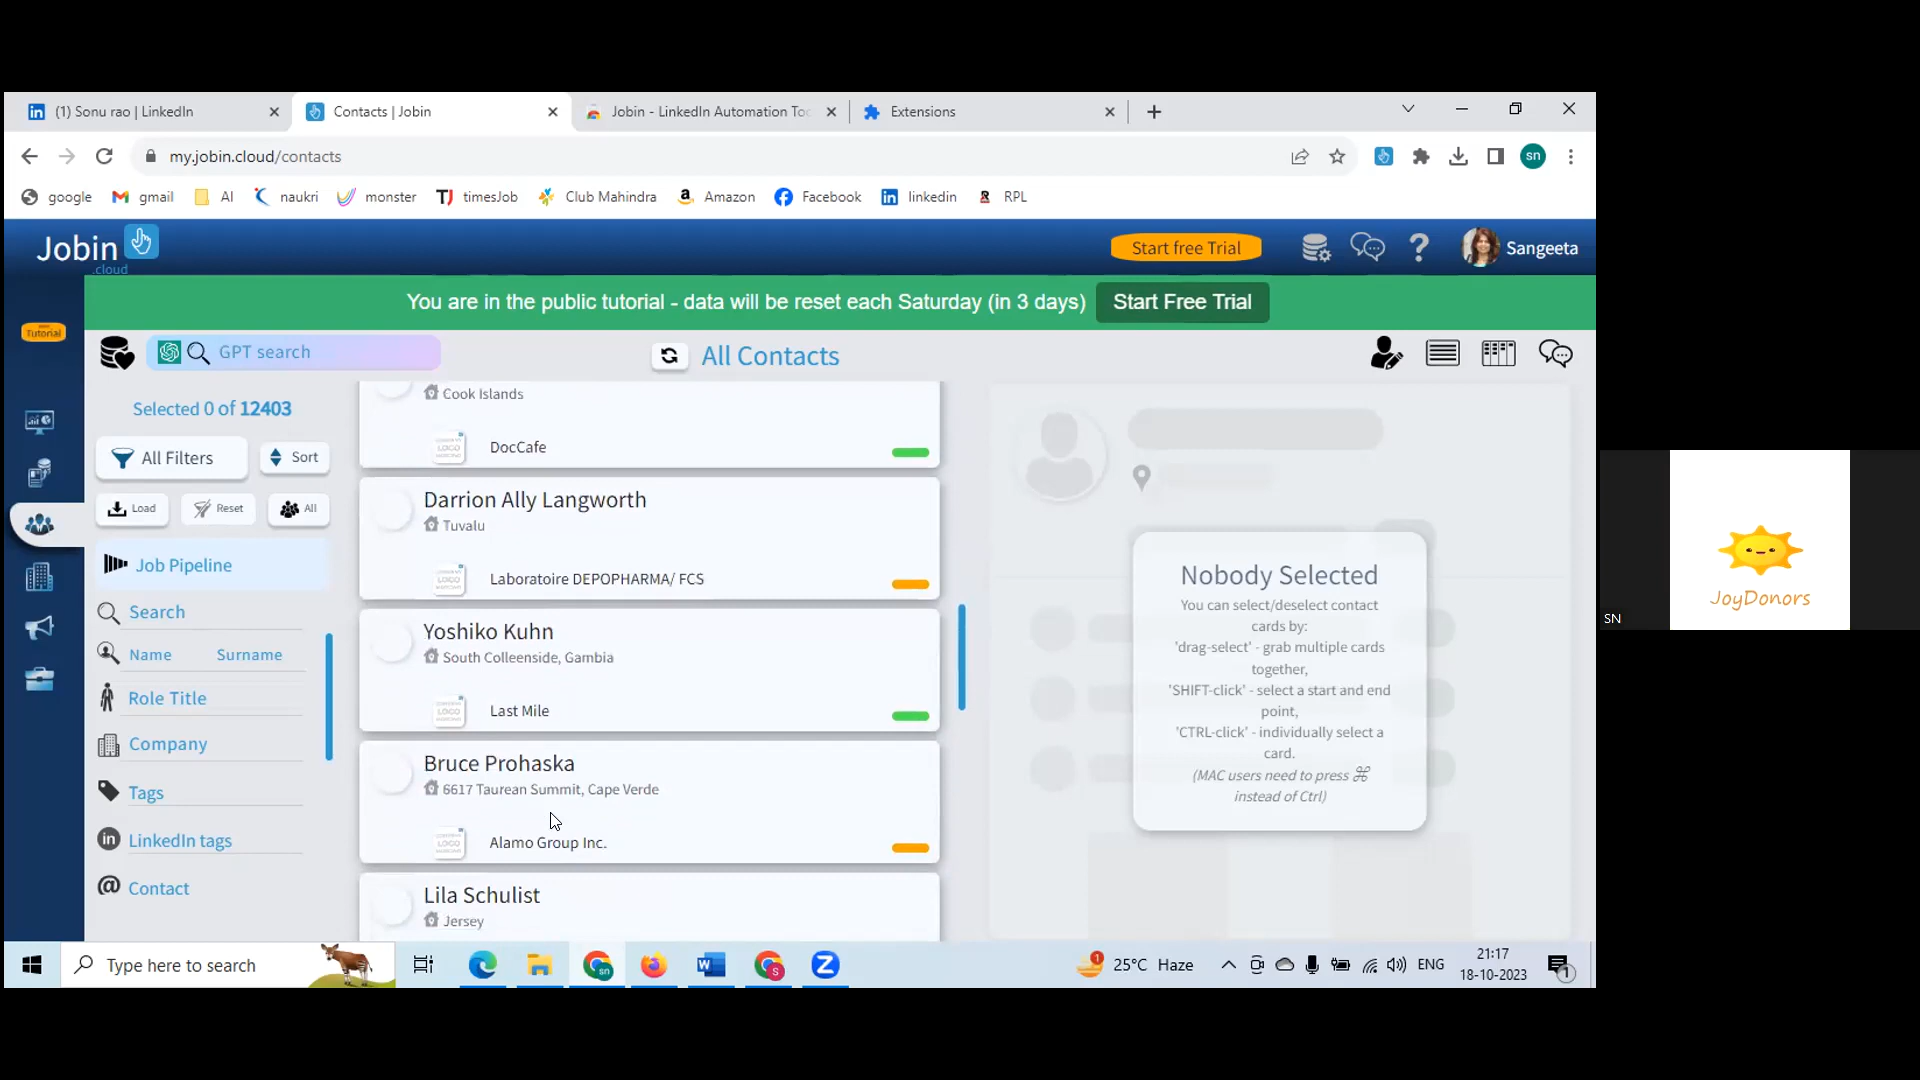 (1) Sonu rao | LinkedIn
Contacts | Jobin
Jobin - LinkedIn Automation Too
Extensions
my.jobin.cloud/contacts
sn
google
gmail
AI
naukri
monster
TJ timesJob
Club Mahindra
Amazon
Facebook
linkedin
RPL
Jobin
.cloud
Start free Trial
Sangeeta
You are in the public tutorial - data will be reset each Saturday (in 3 days)
Start Free Trial
Tutorial
GPT search
All Contacts
Selected 0 of 12403
All Filters
Sort
Load
Reset
All
Job Pipeline
Search
Name
Surname
Role Title
Company
Tags
LinkedIn tags
Contact
Cook Islands
DocCafe
Darrion Ally Langworth
Tuvalu
Laboratoire DEPOPHARMA/ FCS
Yoshiko Kuhn
South Colleenside, Gambia
Last Mile
Bruce Prohaska
6617 Taurean Summit, Cape Verde
Alamo Group Inc.
Lila Schulist
Jersey
Nobody Selected
You can select/deselect contact
cards by:
'drag-select' - grab multiple cards
together,
'SHIFT-click' - select a start and end
point,
'CTRL-click' - individually select a
card.
(MAC users need to press ⌘
instead of Ctrl)
Type here to search
25°C Haze
ENG
21:17
18-10-2023
1
SN
JoyDonors